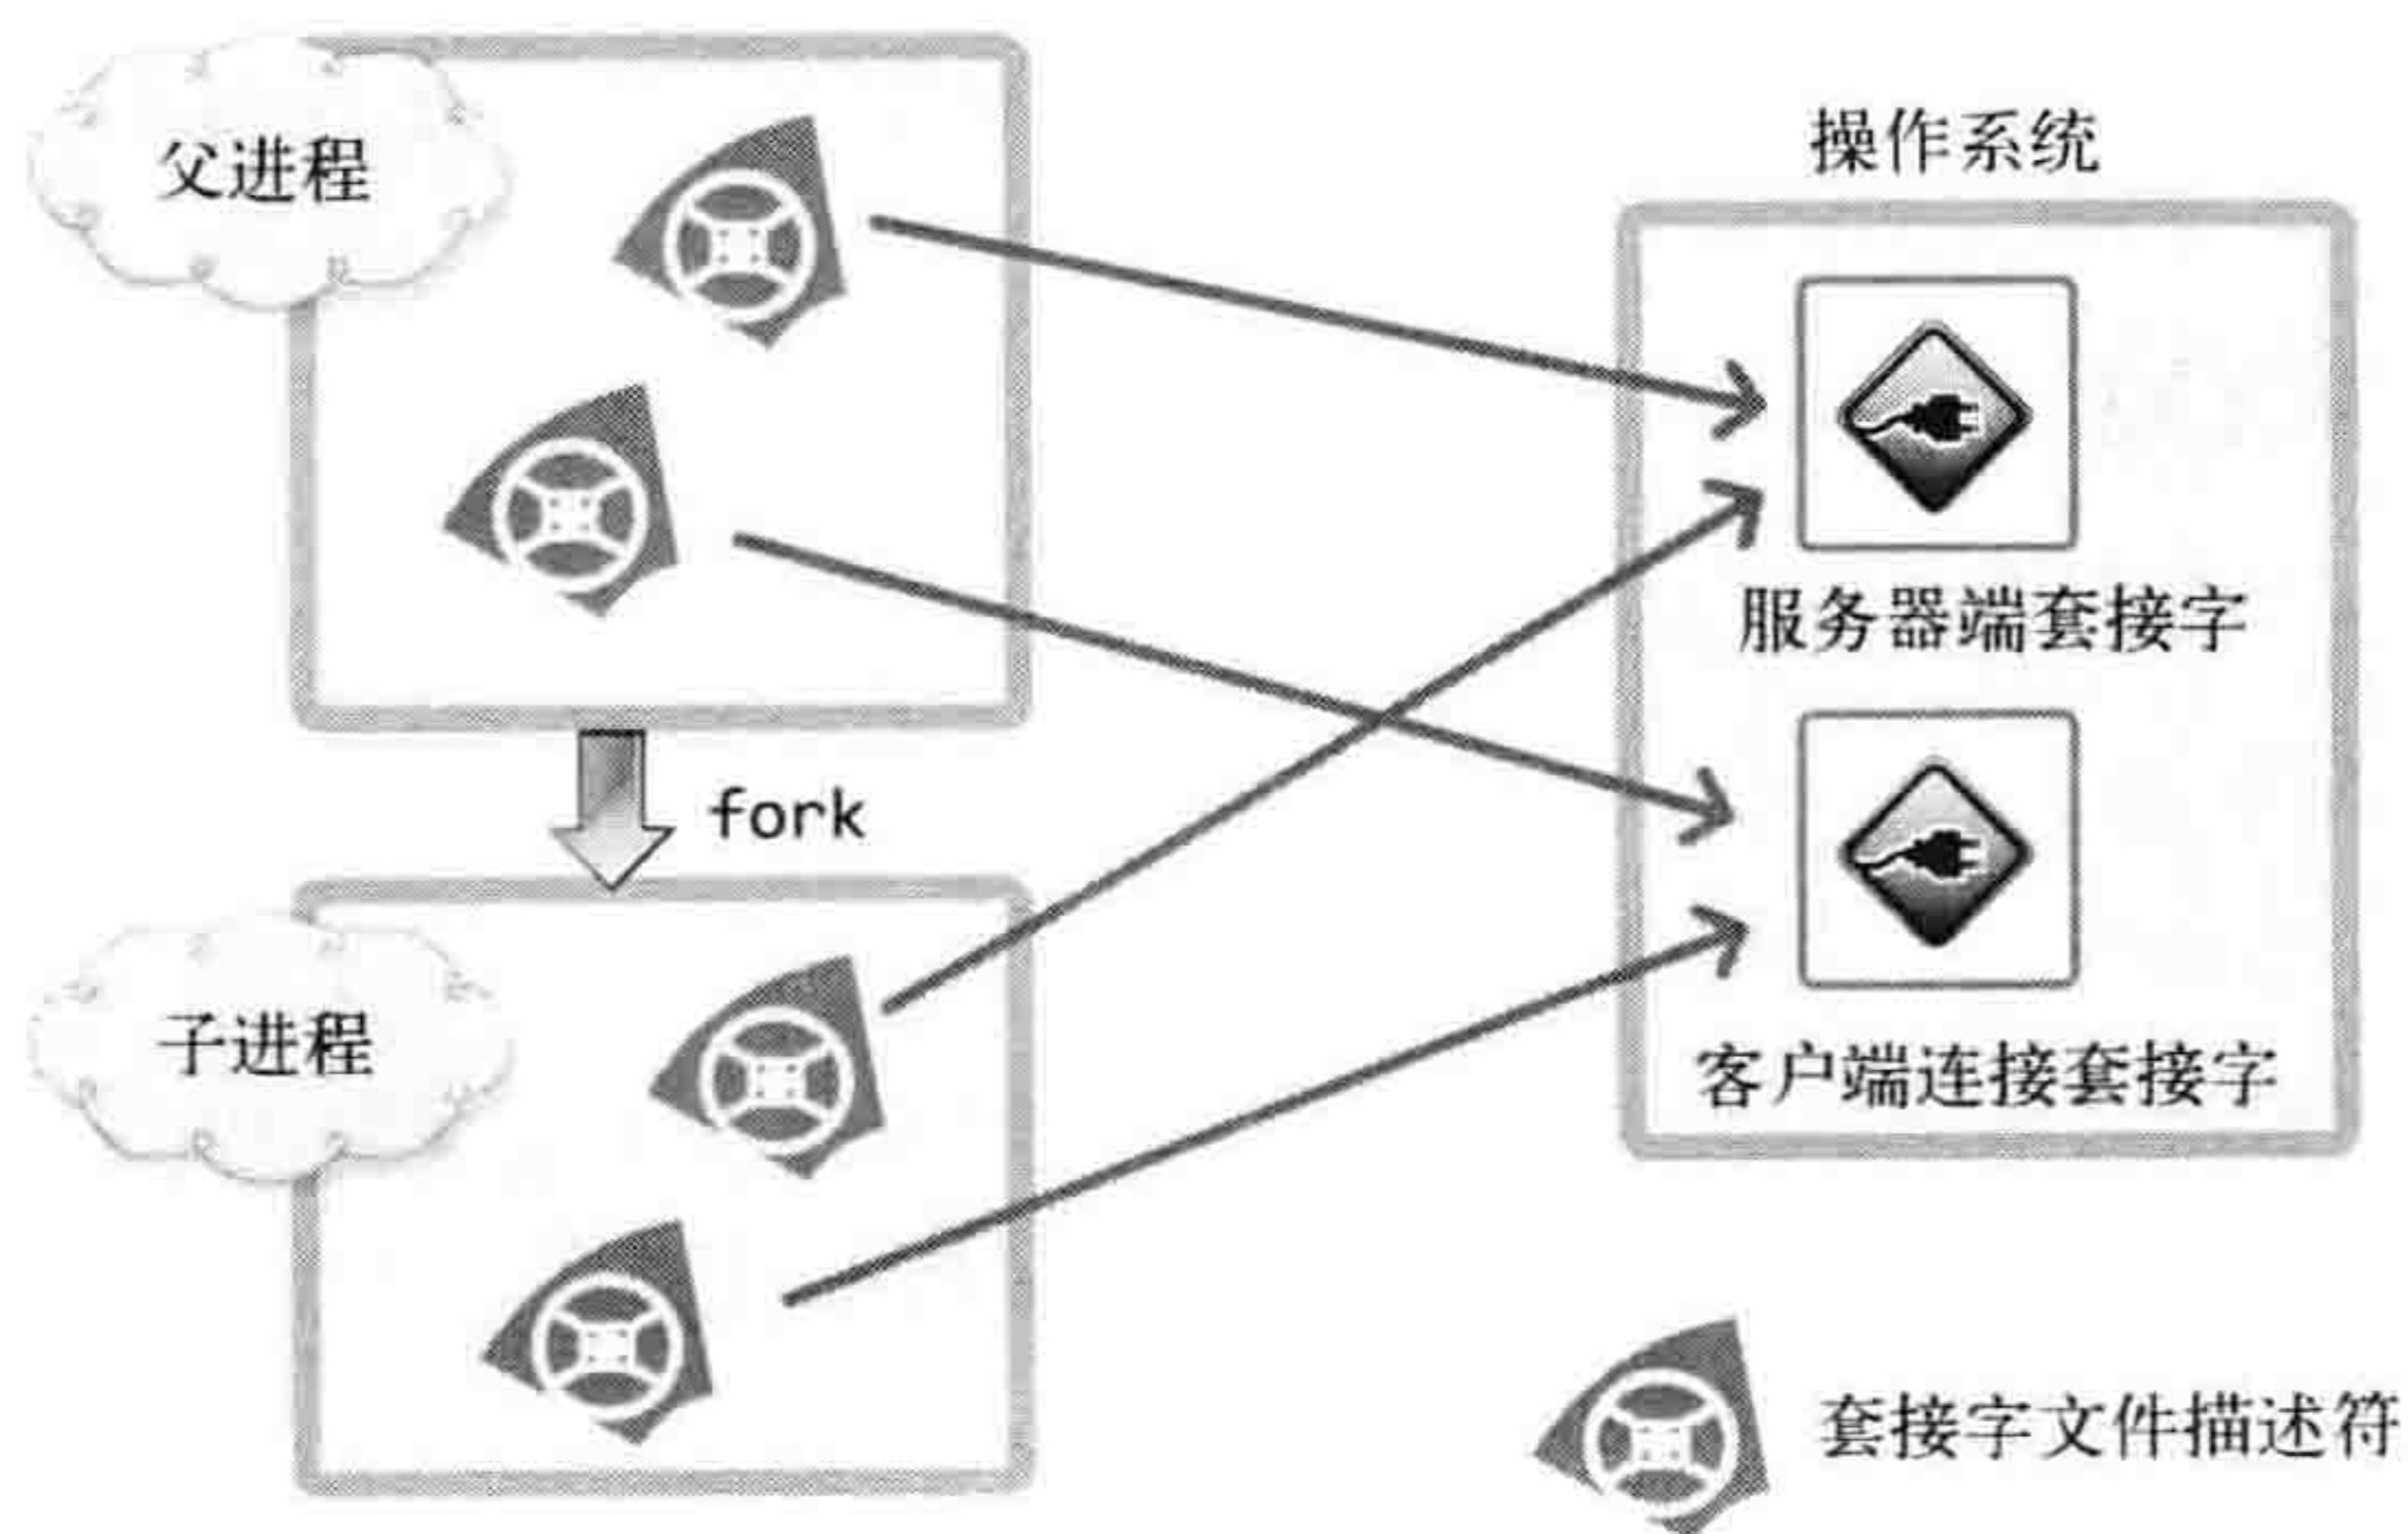 父进程
操作系统
服务器端套接字
fork
子进程
客户端连接套接字
套接字文件描述符